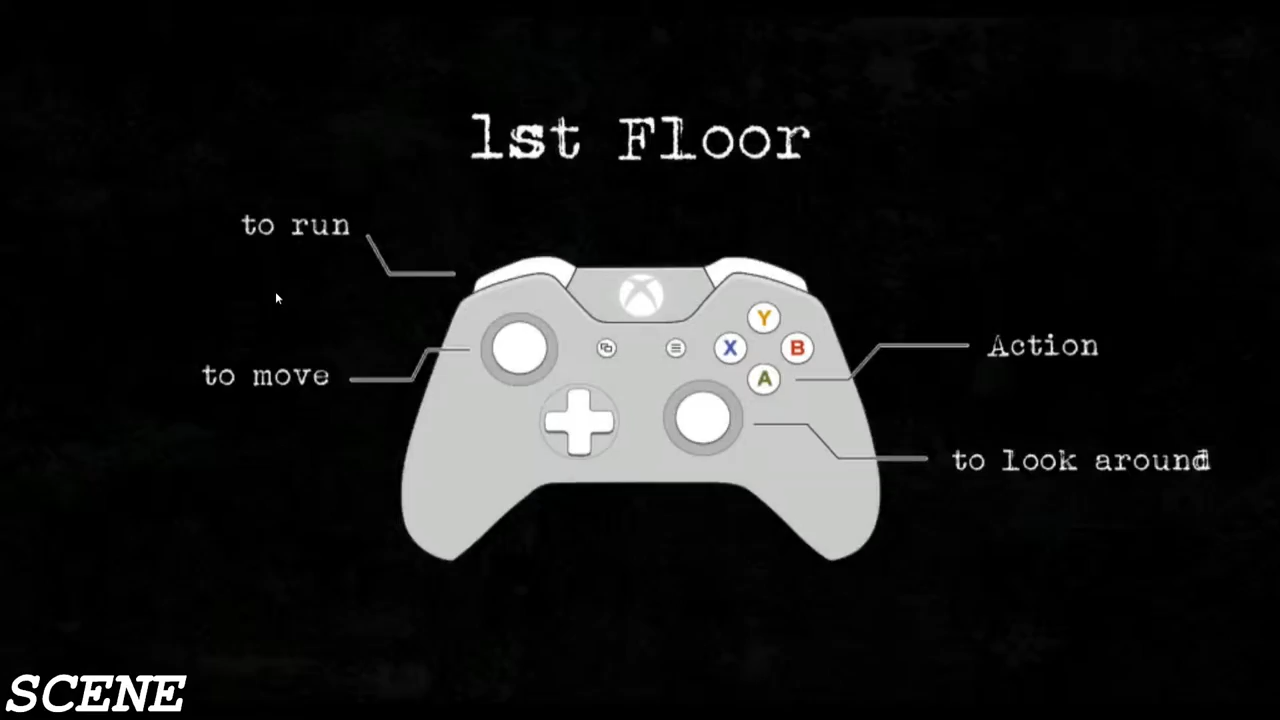 1st Floor
to run
Y
X
B
Action
to move
A
to look around
SCENE